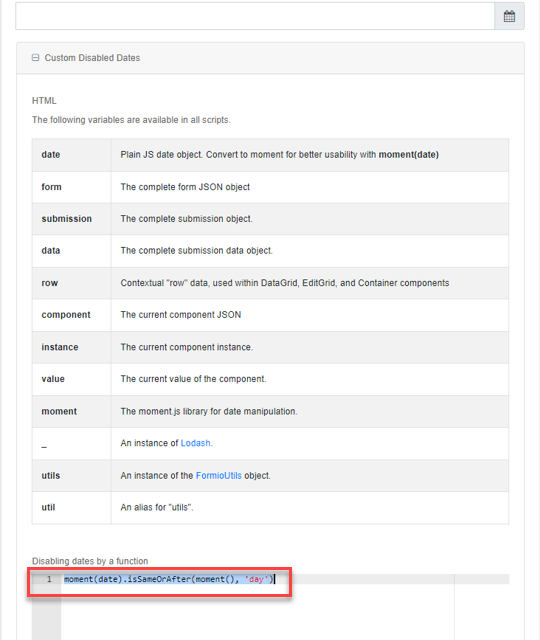 Custom Disabled Dates
HTML
The following variables are available in all scripts.
date Plain JS date object. Convert to moment for better usability with moment(date)
form The complete form JSON object
submission The complete submission object.
data The complete submission data object.
row Contextual "row" data, used within DataGrid, EditGrid, and Container components
component The current component JSON
instance The current component instance.
value The current value of the component.
moment The moment.js library for date manipulation.
_ An instance of Lodash.
utils An instance of the FormioUtils object.
util An alias for "utils".
Disabling dates by a function
1 moment(date).isSameOrAfter(moment(), 'day')